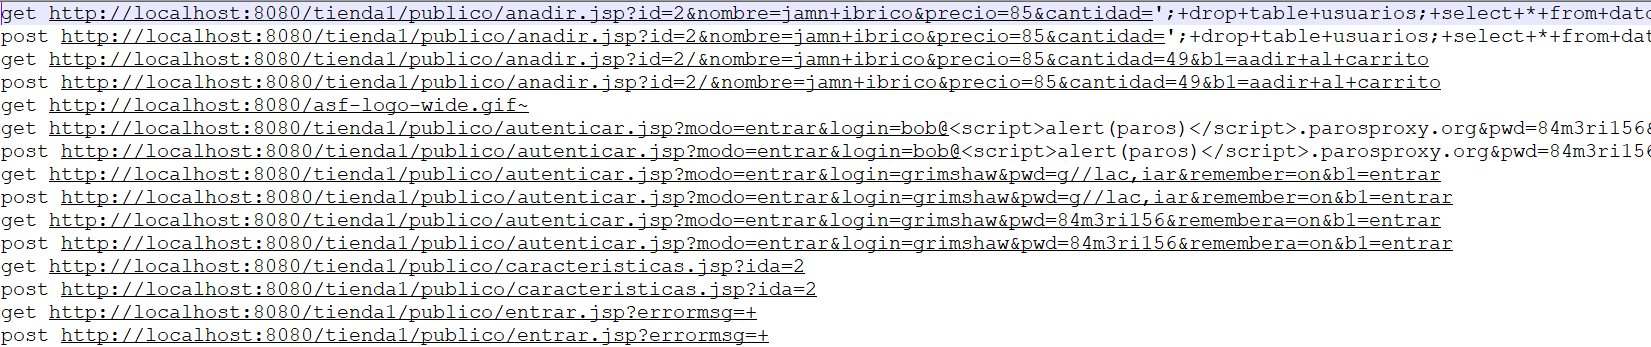 get http://localhost:8080/tienda1/publico/anadir.jsp?id=2&nombre=jamn+ibrico&precio=85&cantidad=';+drop+table+usuarios;+select+*+from+dato
post http://localhost:8080/tienda1/publico/anadir.jsp?id=2&nombre=jamn+ibrico&precio=85&cantidad=';+drop+table+usuarios;+select+*+from+dat
get http://localhost:8080/tienda1/publico/anadir.jsp?id=2/&nombre=jamn+ibrico&precio=85&cantidad=49&b1=aadir+al+carrito
post http://localhost:8080/tienda1/publico/anadir.jsp?id=2/&nombre=jamn+ibrico&precio=85&cantidad=49&b1=aadir+al+carrito
get http://localhost:8080/asf-logo-wide.gif~
get http://localhost:8080/tienda1/publico/autenticar.jsp?modo=entrar&login=bob@<script>alert(paros)</script>.parosproxy.org&pwd=84m3ri156&
post http://localhost:8080/tienda1/publico/autenticar.jsp?modo=entrar&login=bob@<script>alert(paros)</script>.parosproxy.org&pwd=84m3ri156
get http://localhost:8080/tienda1/publico/autenticar.jsp?modo=entrar&login=grimshaw&pwd=g//lac,iar&remember=on&b1=entrar
post http://localhost:8080/tienda1/publico/autenticar.jsp?modo=entrar&login=grimshaw&pwd=g//lac,iar&remember=on&b1=entrar
get http://localhost:8080/tienda1/publico/autenticar.jsp?modo=entrar&login=grimshaw&pwd=84m3ri156&remembera=on&b1=entrar
post http://localhost:8080/tienda1/publico/autenticar.jsp?modo=entrar&login=grimshaw&pwd=84m3ri156&remembera=on&b1=entrar
get http://localhost:8080/tienda1/publico/caracteristicas.jsp?ida=2
post http://localhost:8080/tienda1/publico/caracteristicas.jsp?ida=2
get http://localhost:8080/tienda1/publico/entrar.jsp?errormsg=+
post http://localhost:8080/tienda1/publico/entrar.jsp?errormsg=+